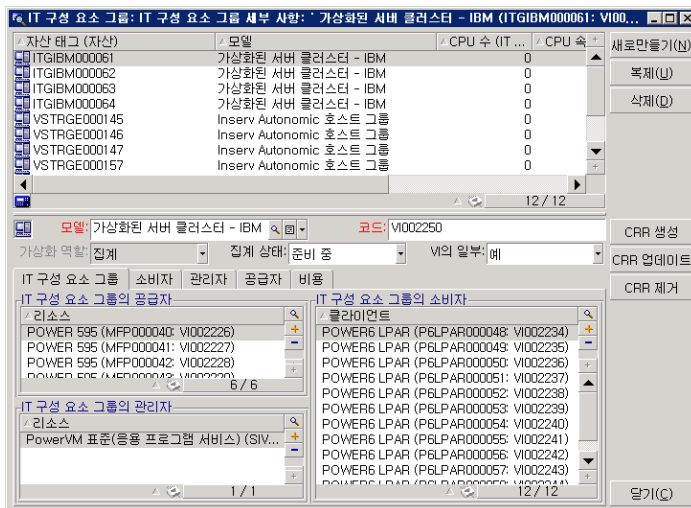 IT 구성 요소 그룹: IT 구성 요소 그룹 세부 사항: ' 가상화된 서버 클러스터 - IBM (ITGIBM000061: VI00...
자산 태그 (자산) 모델 CPU 수 (IT ... CPU 속
ITGIBM000061 가상화된 서버 클러스터 - IBM 0
ITGIBM000062 가상화된 서버 클러스터 - IBM 0
ITGIBM000063 가상화된 서버 클러스터 - IBM 0
ITGIBM000064 가상화된 서버 클러스터 - IBM 0
VSTRGE000145 Inserv Autonomic 호스트 그룹 0
VSTRGE000146 Inserv Autonomic 호스트 그룹 0
VSTRGE000147 Inserv Autonomic 호스트 그룹 0
VSTRGE000157 Inserv Autonomic 호스트 그룹 0
12/12
새로만들기(N)
복제(U)
삭제(D)
모델: 가상화된 서버 클러스터 - IBM 코드: VI002250
가상화 역할: 집계 집계 상태: 준비 중 VI의 일부: 예
CRR 생성
CRR 업데이트
CRR 제거
IT 구성 요소 그룹 소비자 관리자 공급자 비용
IT 구성 요소 그룹의 공급자
리소스
POWER 595 (MFP000040: VI002226)
POWER 595 (MFP000041: VI002227)
POWER 595 (MFP000042: VI002228)
POWER 595 (MFP000043: VI002229)
6/6
IT 구성 요소 그룹의 관리자
리소스
PowerVM 표준(응용 프로그램 서비스) (SIV...
1/1
IT 구성 요소 그룹의 소비자
클라이언트
POWER6 LPAR (P6LPAR000048: VI002234)
POWER6 LPAR (P6LPAR000049: VI002235)
POWER6 LPAR (P6LPAR000050: VI002236)
POWER6 LPAR (P6LPAR000051: VI002237)
POWER6 LPAR (P6LPAR000052: VI002238)
POWER6 LPAR (P6LPAR000053: VI002239)
POWER6 LPAR (P6LPAR000054: VI002240)
POWER6 LPAR (P6LPAR000055: VI002241)
POWER6 LPAR (P6LPAR000056: VI002242)
POWER6 LPAR (P6LPAR000057: VI002243)
POWER6 LPAR (P6LPAR000058: VI002244)
12/12
닫기(C)